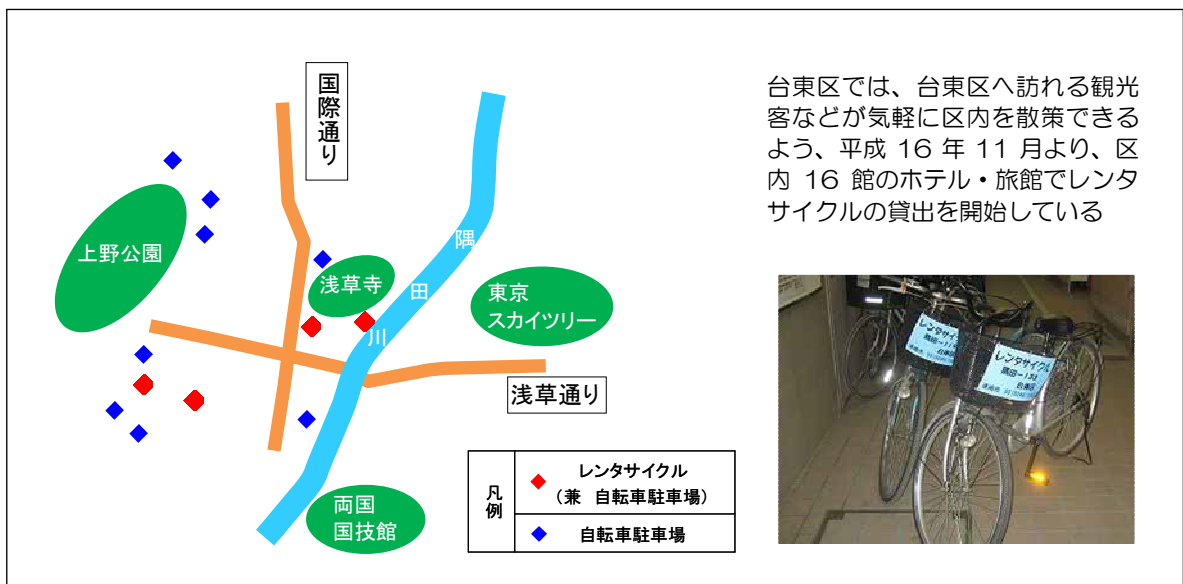 国際通り
台東区では、台東区へ訪れる観光
客などが気軽に区内を散策できる
よう、平成 16 年 11 月より、区
内 16 館のホテル・旅館でレンタ
サイクルの貸出を開始している
上野公園
浅草寺
隅田川
東京
スカイツリー
浅草通り
両国
国技館
凡例
レンタサイクル
(兼 自転車駐車場)
自転車駐車場
レンタサイクル
台東区
レンタサイクル
台東区